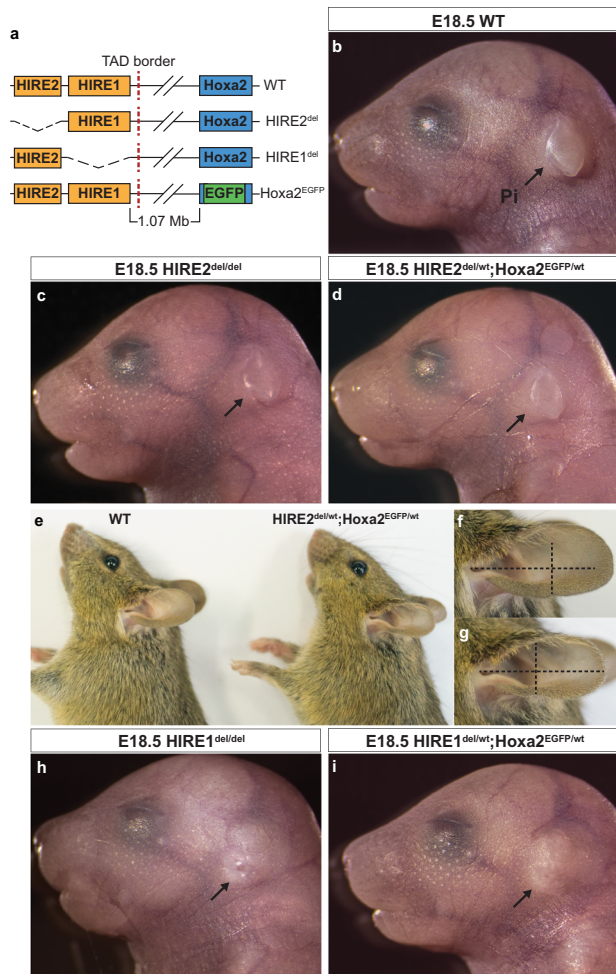 a
TAD border
HIRE2 HIRE1 Hoxa2 WT
HIRE1 Hoxa2 HIRE2del
HIRE2 Hoxa2 HIRE1del
HIRE2 HIRE1 EGFP Hoxa2EGFP
1.07 Mb
E18.5 WT
b
Pi
E18.5 HIRE2del/del
c
E18.5 HIRE2del/wt;Hoxa2EGFP/wt
d
e
WT
HIRE2del/wt;Hoxa2EGFP/wt
f
g
E18.5 HIRE1del/del
h
E18.5 HIRE1del/wt;Hoxa2EGFP/wt
i